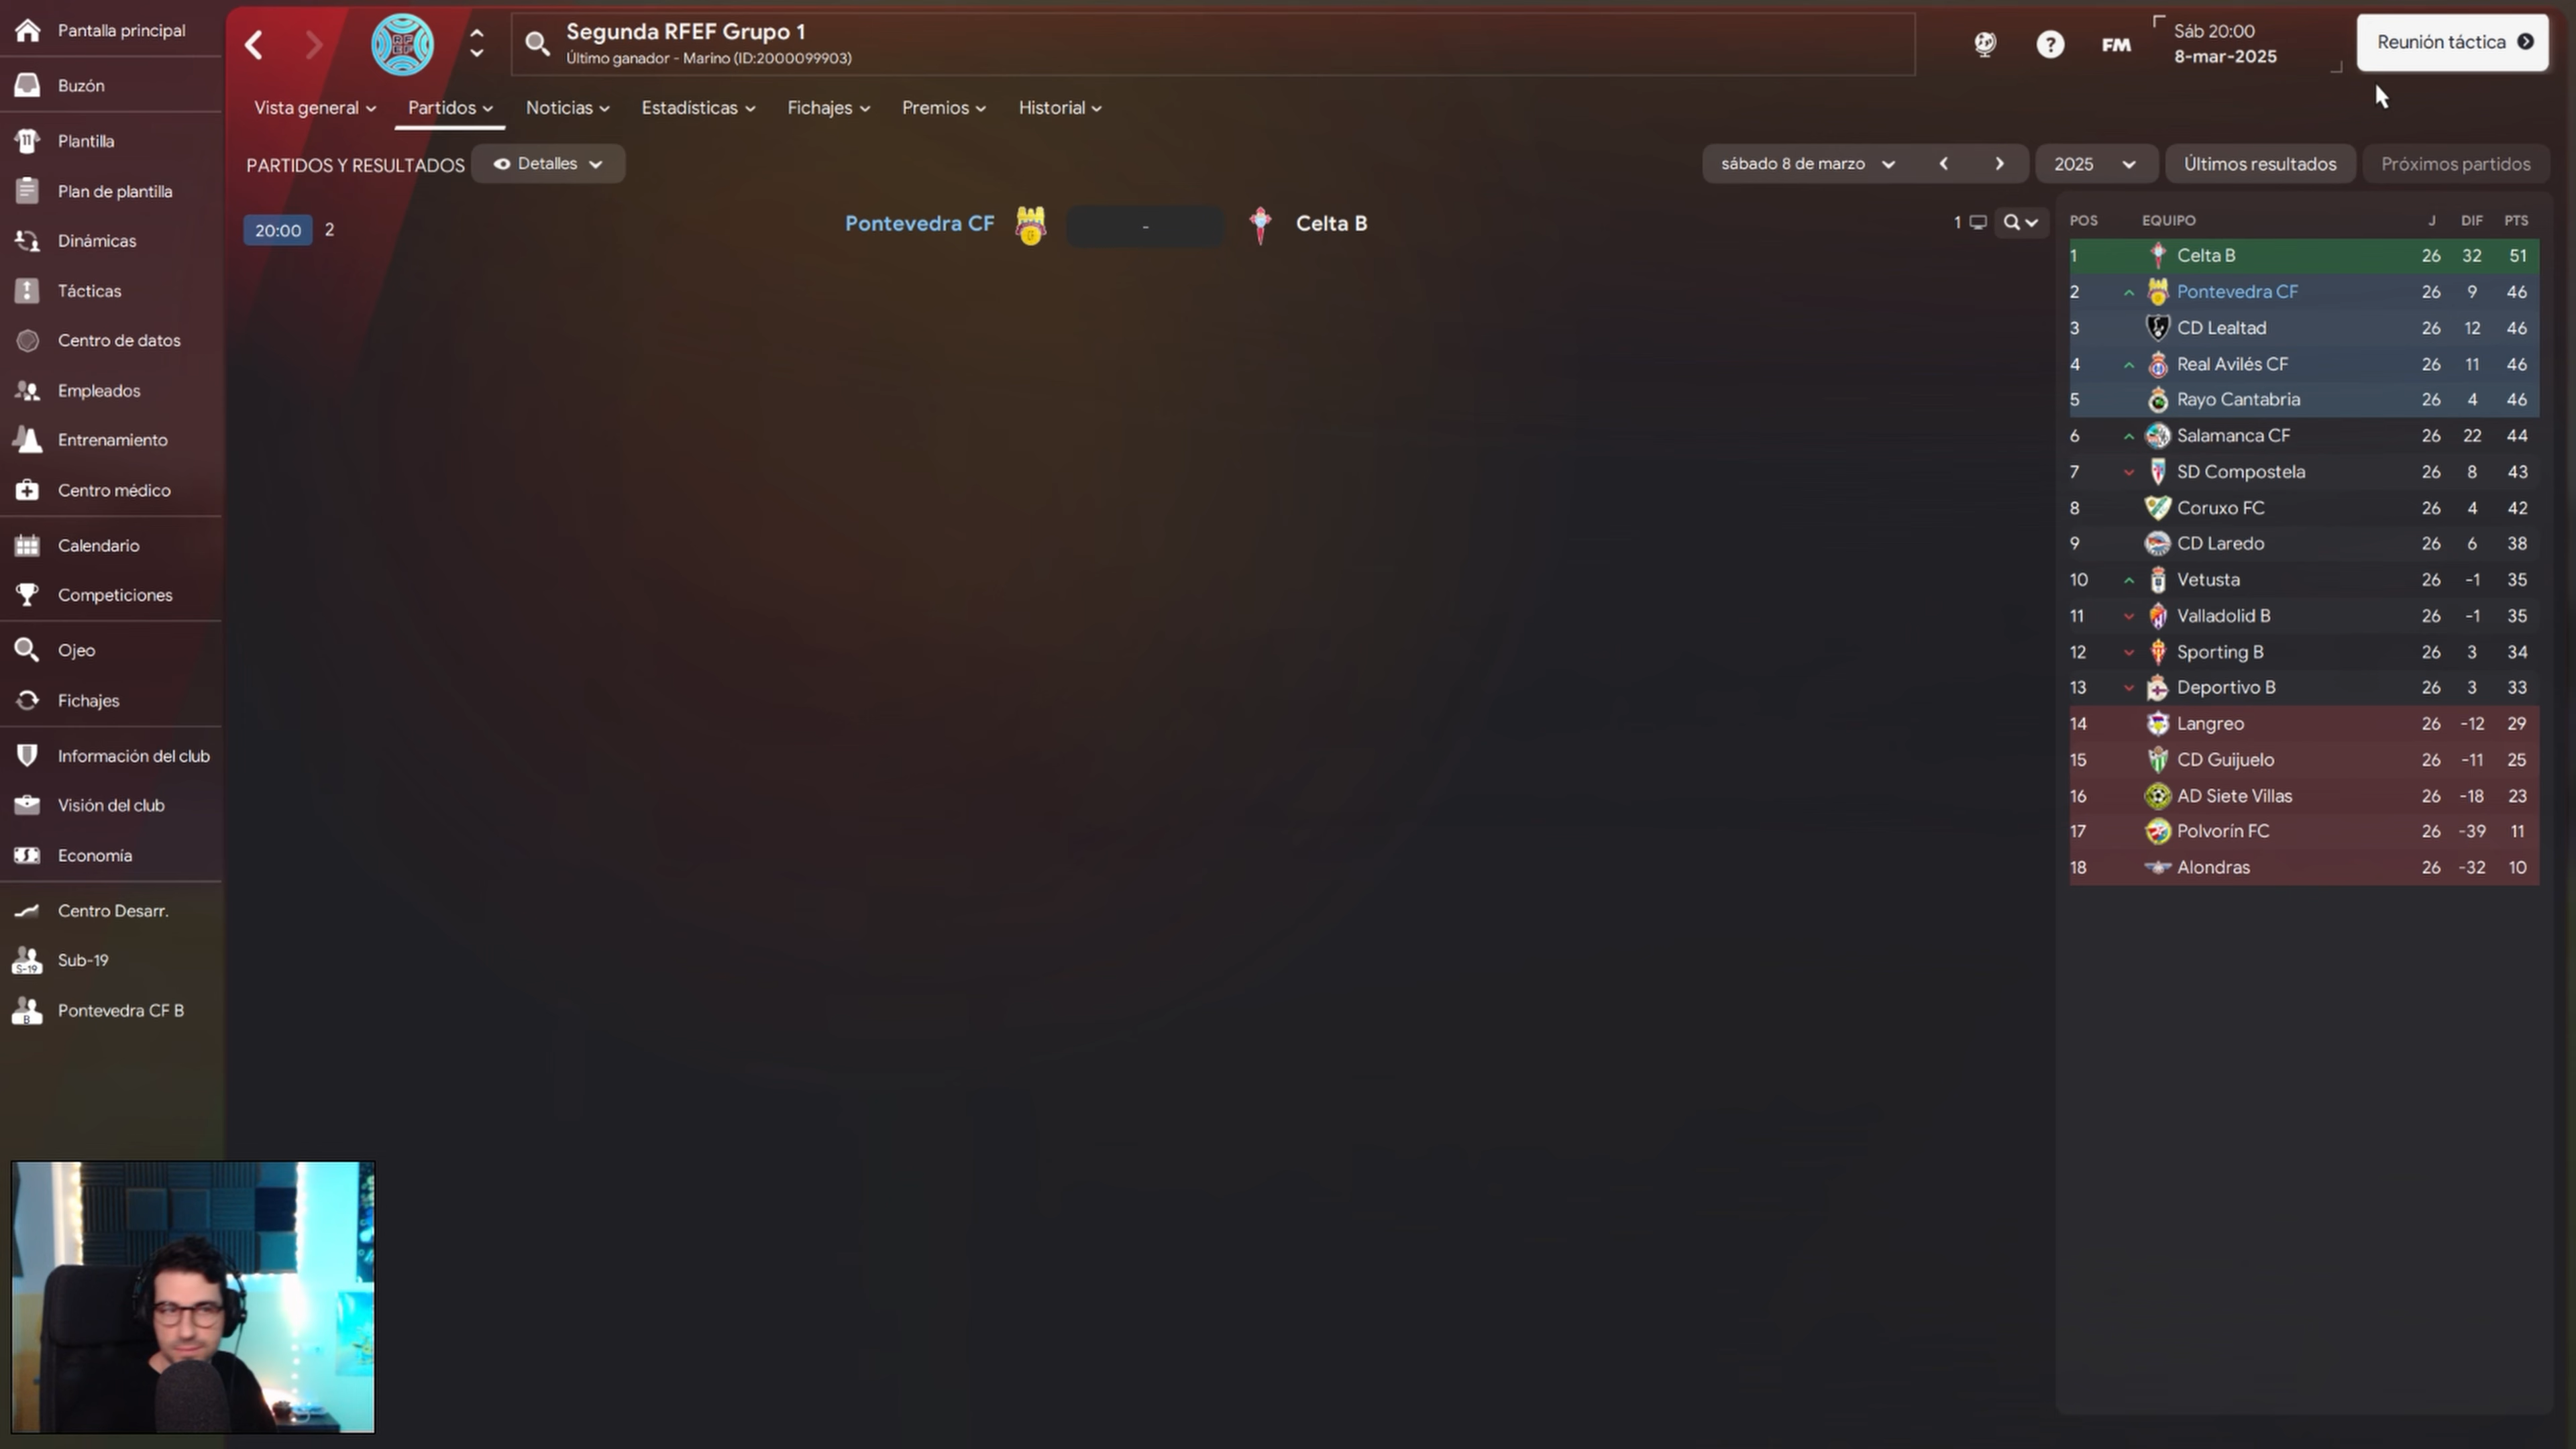 Pantalla principal
Buzón
Plantilla
Plan de plantilla
Dinámicas
Tácticas
Centro de datos
Empleados
Entrenamiento
Centro médico
Calendario
Competiciones
Ojeo
Fichajes
Información del club
Visión del club
Economía
Centro Desarr.
S-19 Sub-19
B Pontevedra CF B
Segunda RFEF Grupo 1
Último ganador - Marino (ID:2000099903)
? FM
Sáb 20:00
8-mar-2025
Reunión táctica
Vista general Partidos Noticias Estadísticas Fichajes Premios Historial
PARTIDOS Y RESULTADOS Detalles
sábado 8 de marzo 2025 Últimos resultados Próximos partidos
20:00 2 Pontevedra CF - Celta B 1
POS EQUIPO J DIF PTS
1 Celta B 26 32 51
2 Pontevedra CF 26 9 46
3 CD Lealtad 26 12 46
4 Real Avilés CF 26 11 46
5 Rayo Cantabria 26 4 46
6 Salamanca CF 26 22 44
7 SD Compostela 26 8 43
8 Coruxo FC 26 4 42
9 CD Laredo 26 6 38
10 Vetusta 26 -1 35
11 Valladolid B 26 -1 35
12 Sporting B 26 3 34
13 Deportivo B 26 3 33
14 Langreo 26 -12 29
15 CD Guijuelo 26 -11 25
16 AD Siete Villas 26 -18 23
17 Polvorín FC 26 -39 11
18 Alondras 26 -32 10